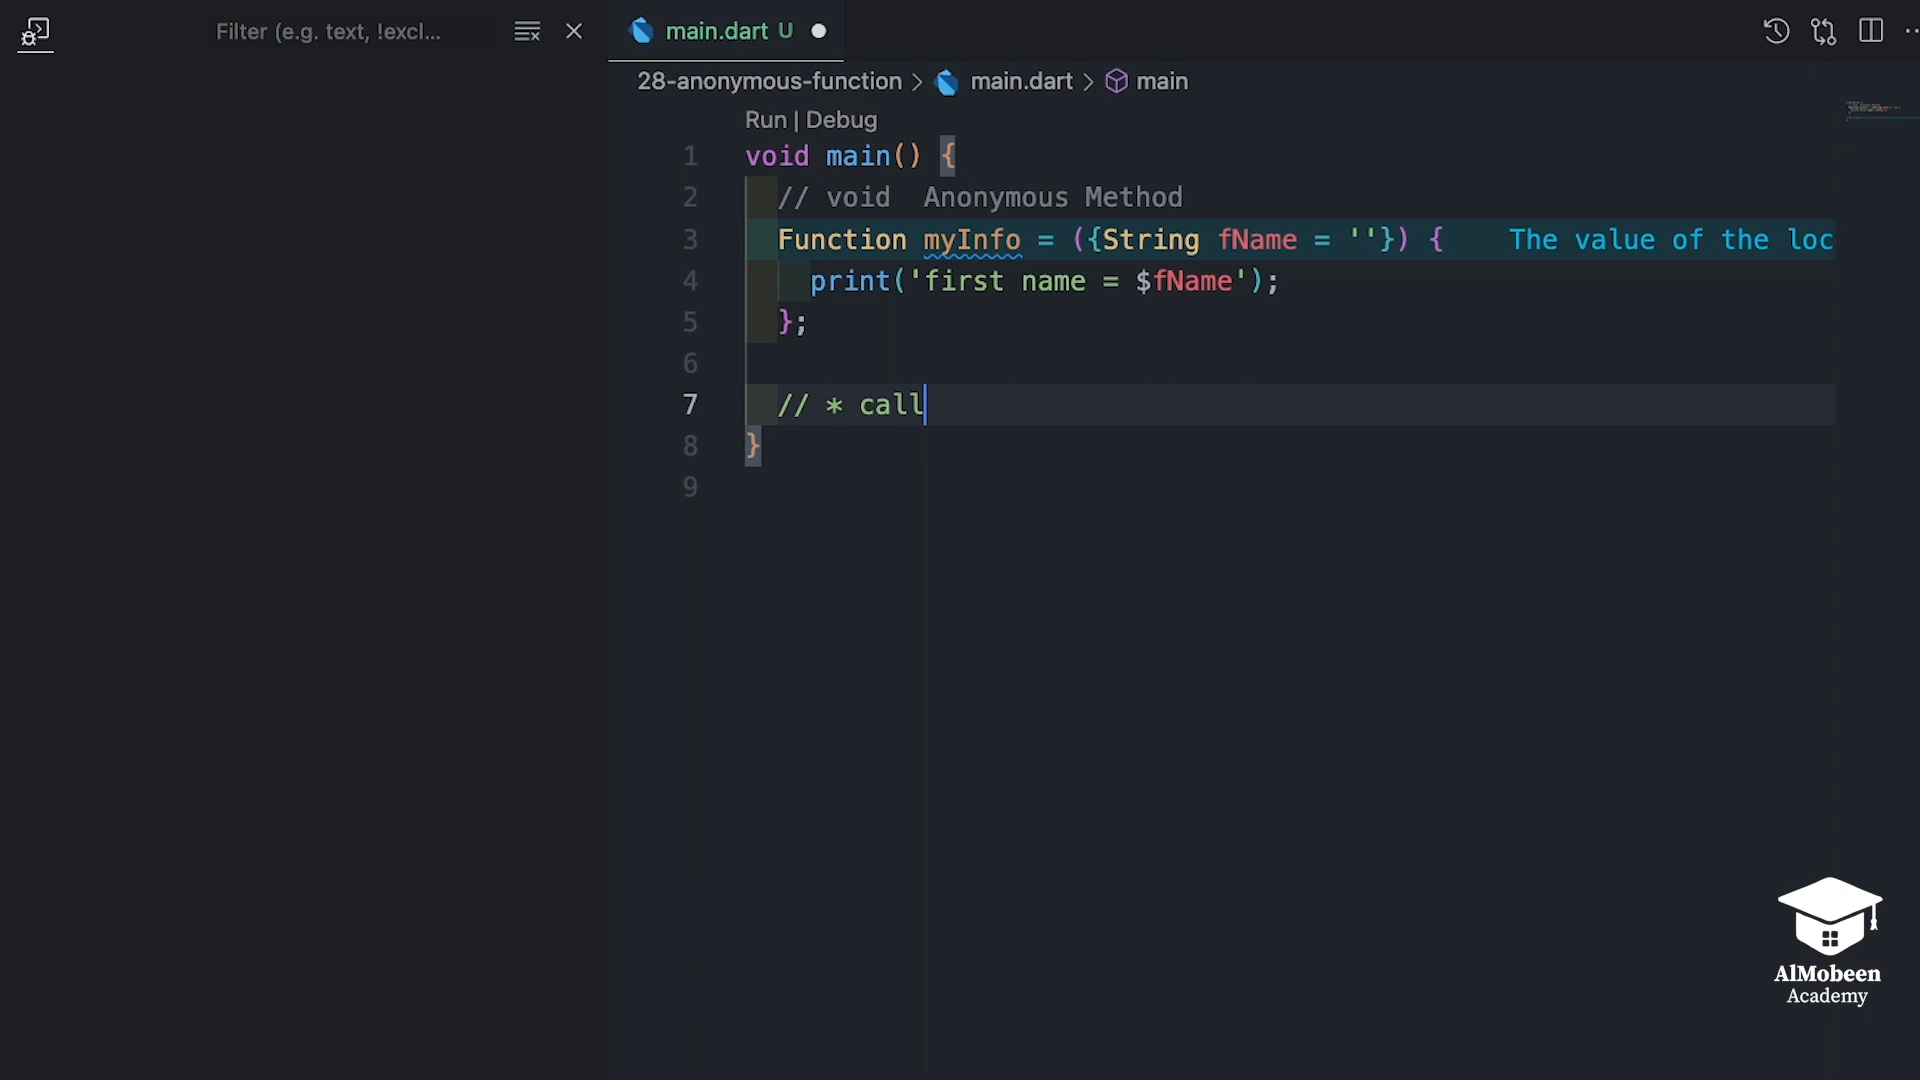 Filter (e.g. text, !excl...
main.dart U
28-anonymous-function > main.dart > main
Run | Debug
1 void main() {
2 // void  Anonymous Method
3 Function myInfo = ({String fName = ''}) { The value of the loc
4 print('first name = $fName');
5 };
6
7 // * call
8 }
9
AlMobeen
Academy